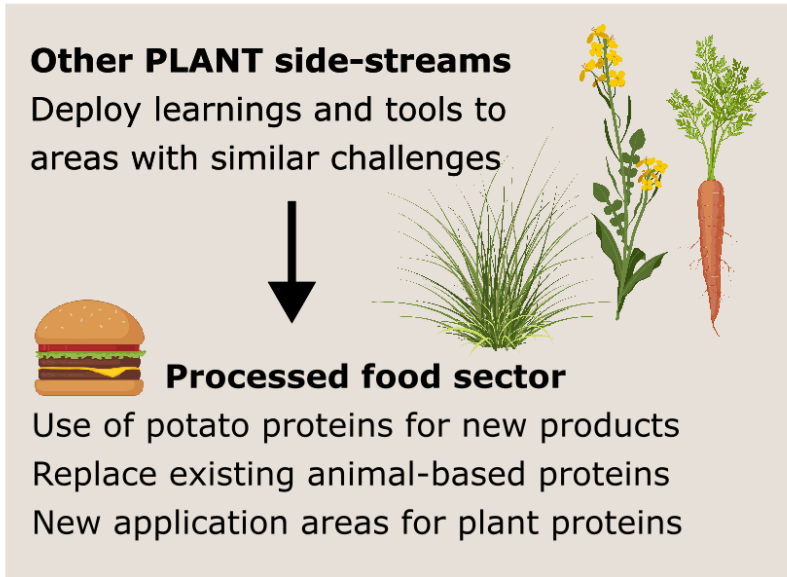 Other PLANT side-streams
Deploy learnings and tools to
areas with similar challenges
Processed food sector
Use of potato proteins for new products
Replace existing animal-based proteins
New application areas for plant proteins